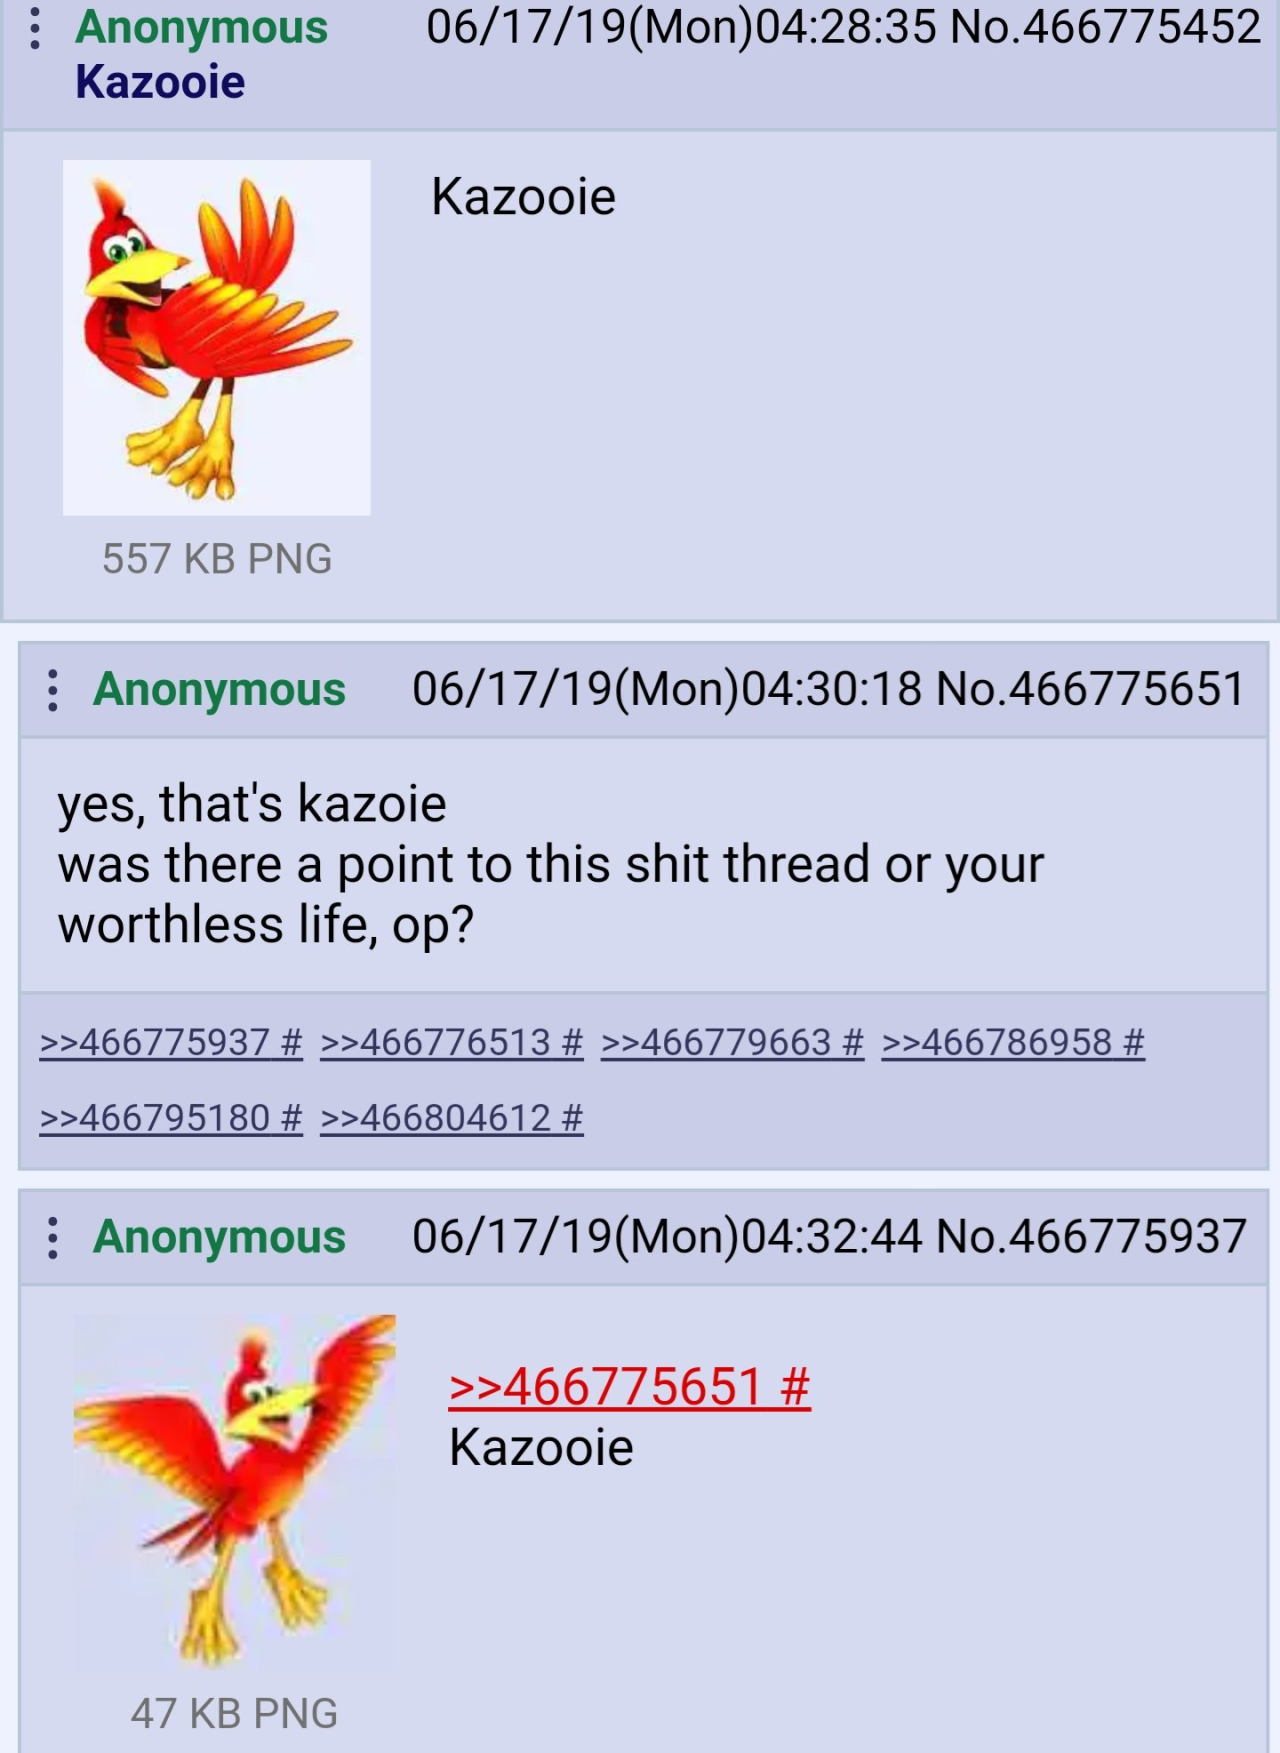 Anonymous 06/17/19(Mon)04:28:35 No.466775452
Kazooie
Kazooie
557 KB PNG
Anonymous 06/17/19(Mon)04:30:18 No.466775651
yes, that's kazoie
was there a point to this shit thread or your
worthless life, op?
>>466775937 # >>466776513 # >>466779663 # >>466786958 #
>>466795180 # >>466804612 #
Anonymous 06/17/19(Mon)04:32:44 No.466775937
>>466775651 #
Kazooie
47 KB PNG